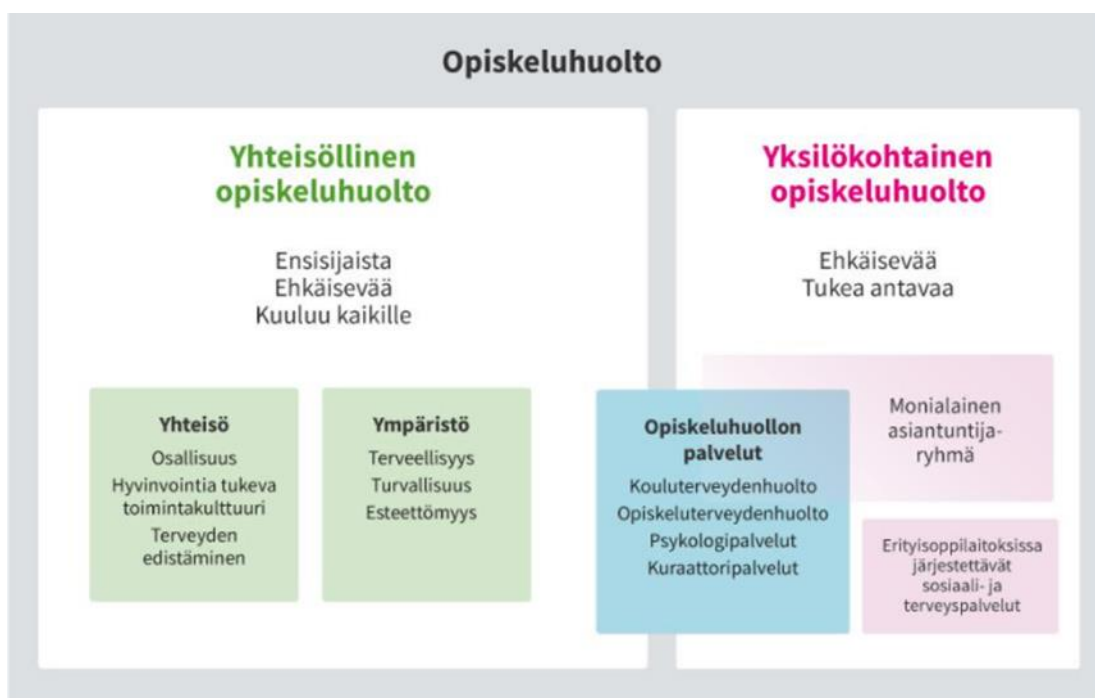 Opiskeluhuolto
Yhteisöllinen
opiskeluhuolto
Ensisijaista
Ehkäisevää
Kuuluu kaikille
Yhteisö
Osallisuus
Hyvinvointia tukeva
toimintakulttuuri
Terveyden
edistäminen
Ympäristö
Terveellisyys
Turvallisuus
Esteettömyys
Opiskeluhuollon
palvelut
Kouluterveydenhuolto
Opiskeluterveydenhuolto
Psykologipalvelut
Kuraattoripalvelut
Yksilökohtainen
opiskeluhuolto
Ehkäisevää
Tukea antavaa
Monialainen
asiantuntija-
ryhmä
Erityisoppilaitoksissa
järjestettävät
sosiaali- ja
terveyspalvelut